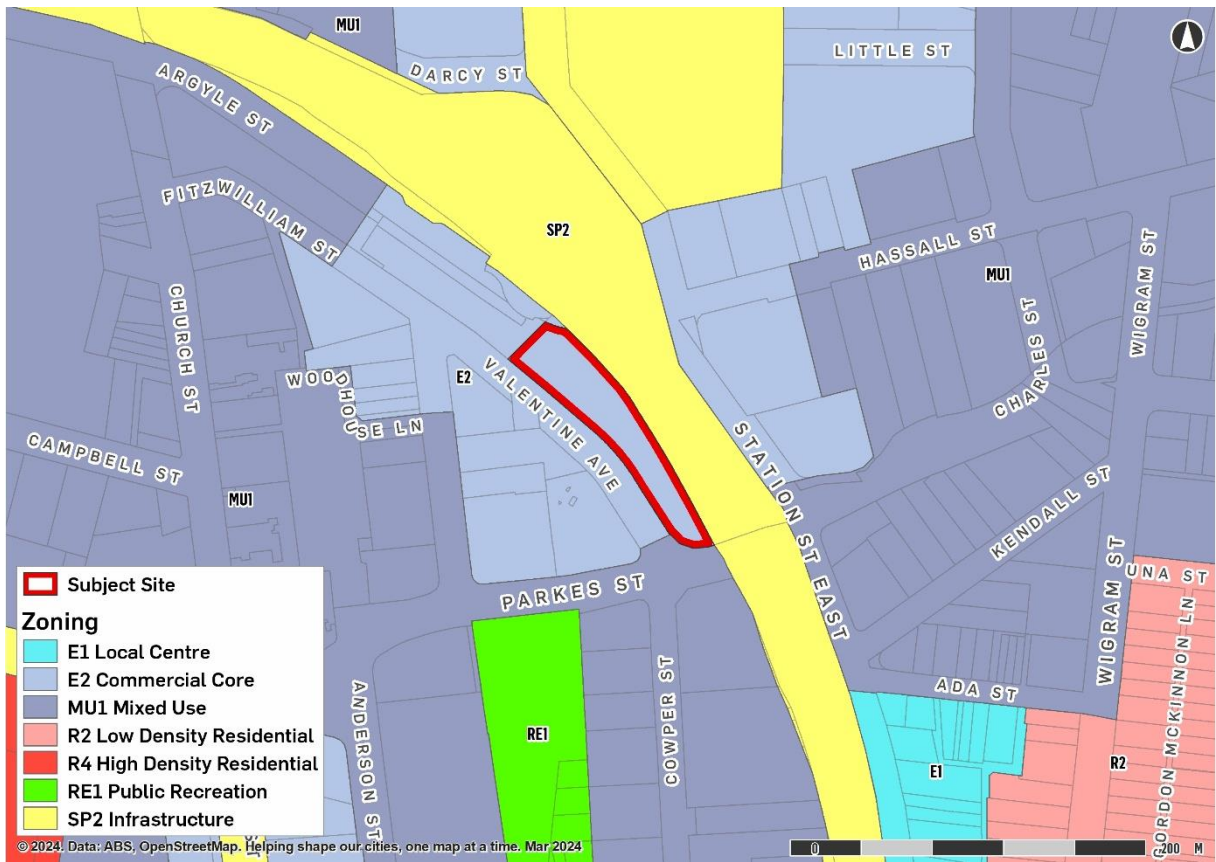 MU1
LITTLE ST
DARCY ST
ARGYLE ST
FITZWILLIAM ST
SP2
HASSALL ST
MU1
WIGRAM ST
CHURCH ST
CHARLES ST
WOODHOUSE LN
E2
VALENTINE AVE
CAMPBELL ST
MU1
STATION ST EAST
KENDALL ST
PARKES ST
UNA ST
WIGRAM ST
GORDON MCKINNON LN
ADA ST
COWPER ST
ANDERSON ST
RE1
E1
R2
Subject Site
Zoning
E1 Local Centre
E2 Commercial Core
MU1 Mixed Use
R2 Low Density Residential
R4 High Density Residential
RE1 Public Recreation
SP2 Infrastructure
ST
© 2024. Data: ABS, OpenStreetMap. Helping shape our cities, one map at a time. Mar 2024
0 200 M